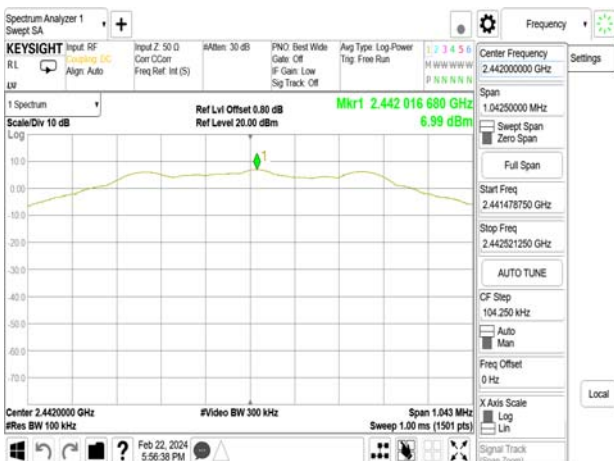 Spectrum Analyzer 1
Swept SA
Frequency
KEYSIGHT
Input: RF
Input Z: 50 Ω
#Atten: 30 dB
PNO: Best Wide
Avg Type: Log-Power
1 2 3 4 5 6
RL
Coupling: DC
Corr CCorr
Gate: Off
Trig: Free Run
M W W W W W
Align: Auto
Freq Ref: Int (S)
IF Gain: Low
P N N N N N
LXI
Sig Track: Off
1 Spectrum
Ref Lvl Offset 0.80 dB
Mkr1 2.442 016 680 GHz
Scale/Div 10 dB
Ref Level 20.00 dBm
6.99 dBm
Log
1
10.0
0.00
-10.0
-20.0
-30.0
-40.0
-50.0
-60.0
-70.0
Center 2.4420000 GHz
#Video BW 300 kHz
Span 1.043 MHz
#Res BW 100 kHz
Sweep 1.00 ms (1501 pts)
Feb 22, 2024
5:56:38 PM
?
Center Frequency
2.442000000 GHz
Settings
Span
1.04250000 MHz
Swept Span
Zero Span
Full Span
Start Freq
2.441478750 GHz
Stop Freq
2.442521250 GHz
AUTO TUNE
CF Step
104.250 kHz
Auto
Man
Freq Offset
0 Hz
Local
X Axis Scale
Log
Lin
Signal Track